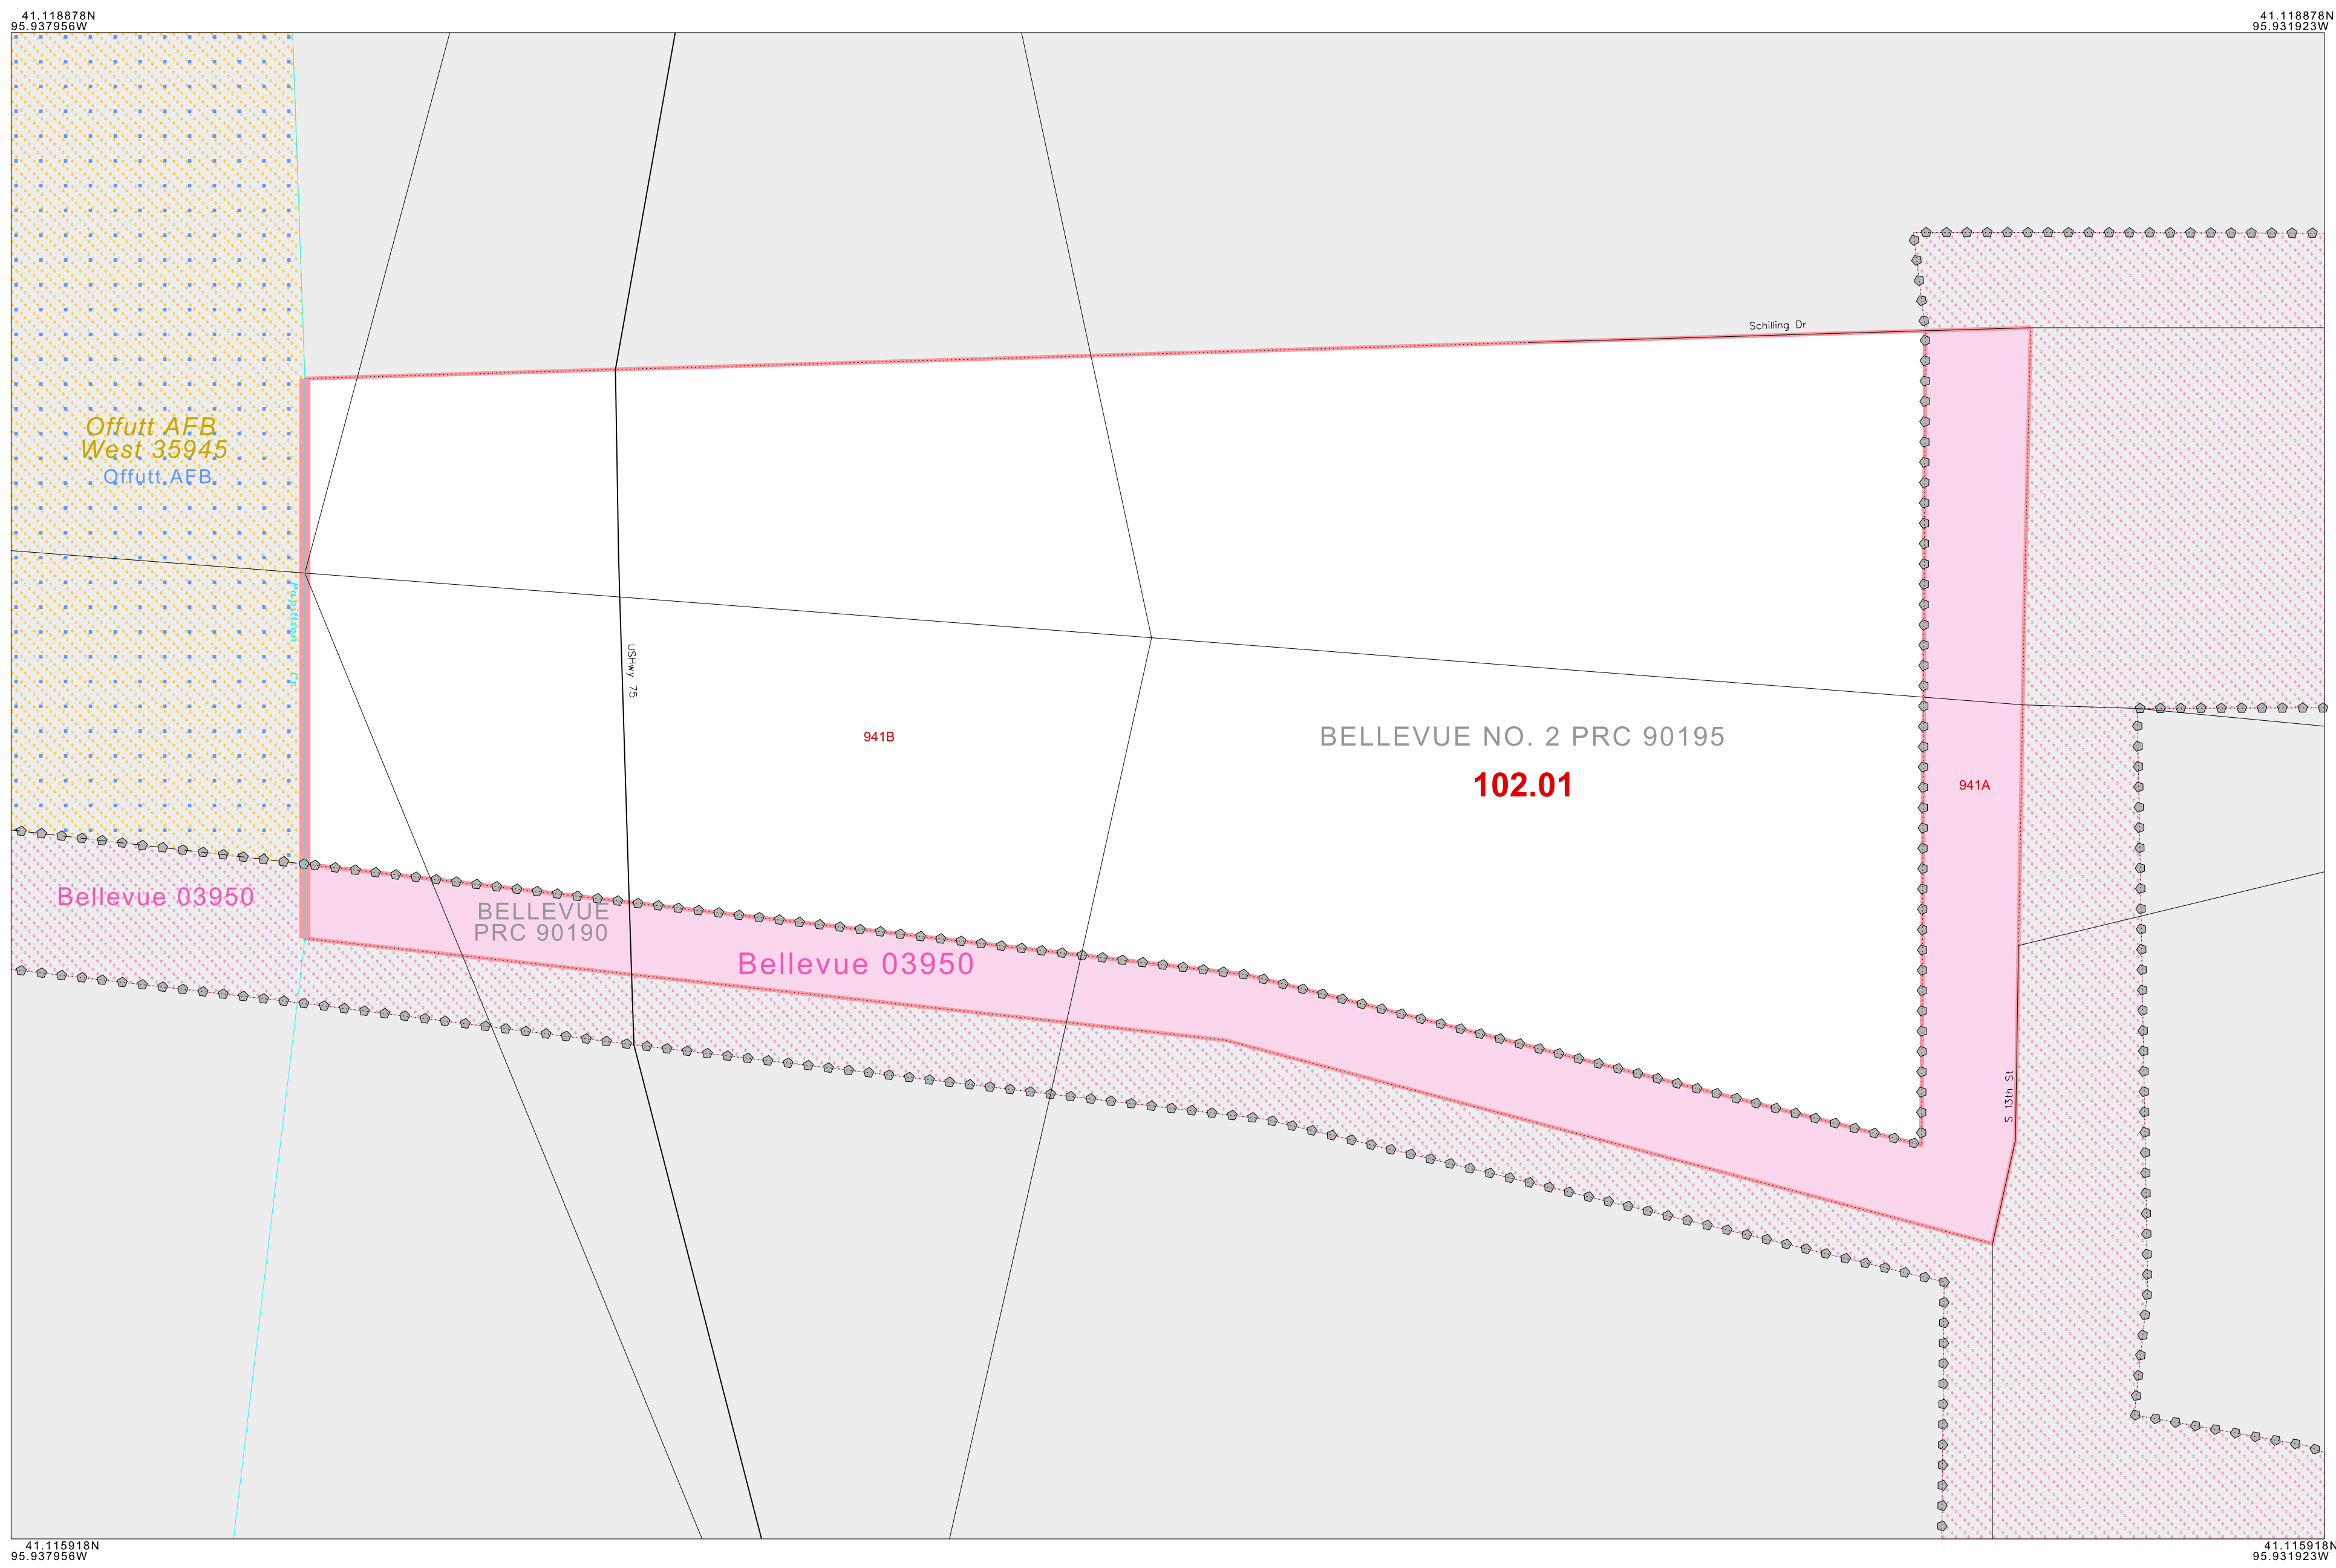 41.118878N
95.937956W
41.118878N
95.931923W
Schilling Dr
Offutt AFB
West 35945
Offutt AFB
Papillion Cr
USHwy 75
941B
BELLEVUE NO. 2 PRC 90195
102.01
941A
Bellevue 03950
BELLEVUE
PRC 90190
Bellevue 03950
S 13th St
41.115918N
95.937956W
41.115918N
95.931923W